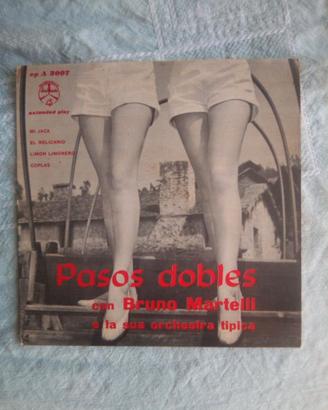 ep A 3007
extended play
MI JACA
EL RELICARIO
LIMON LIMONERO
COPLAS
Pasos dobles
con Bruno Martelli
e la sua orchestra tipica